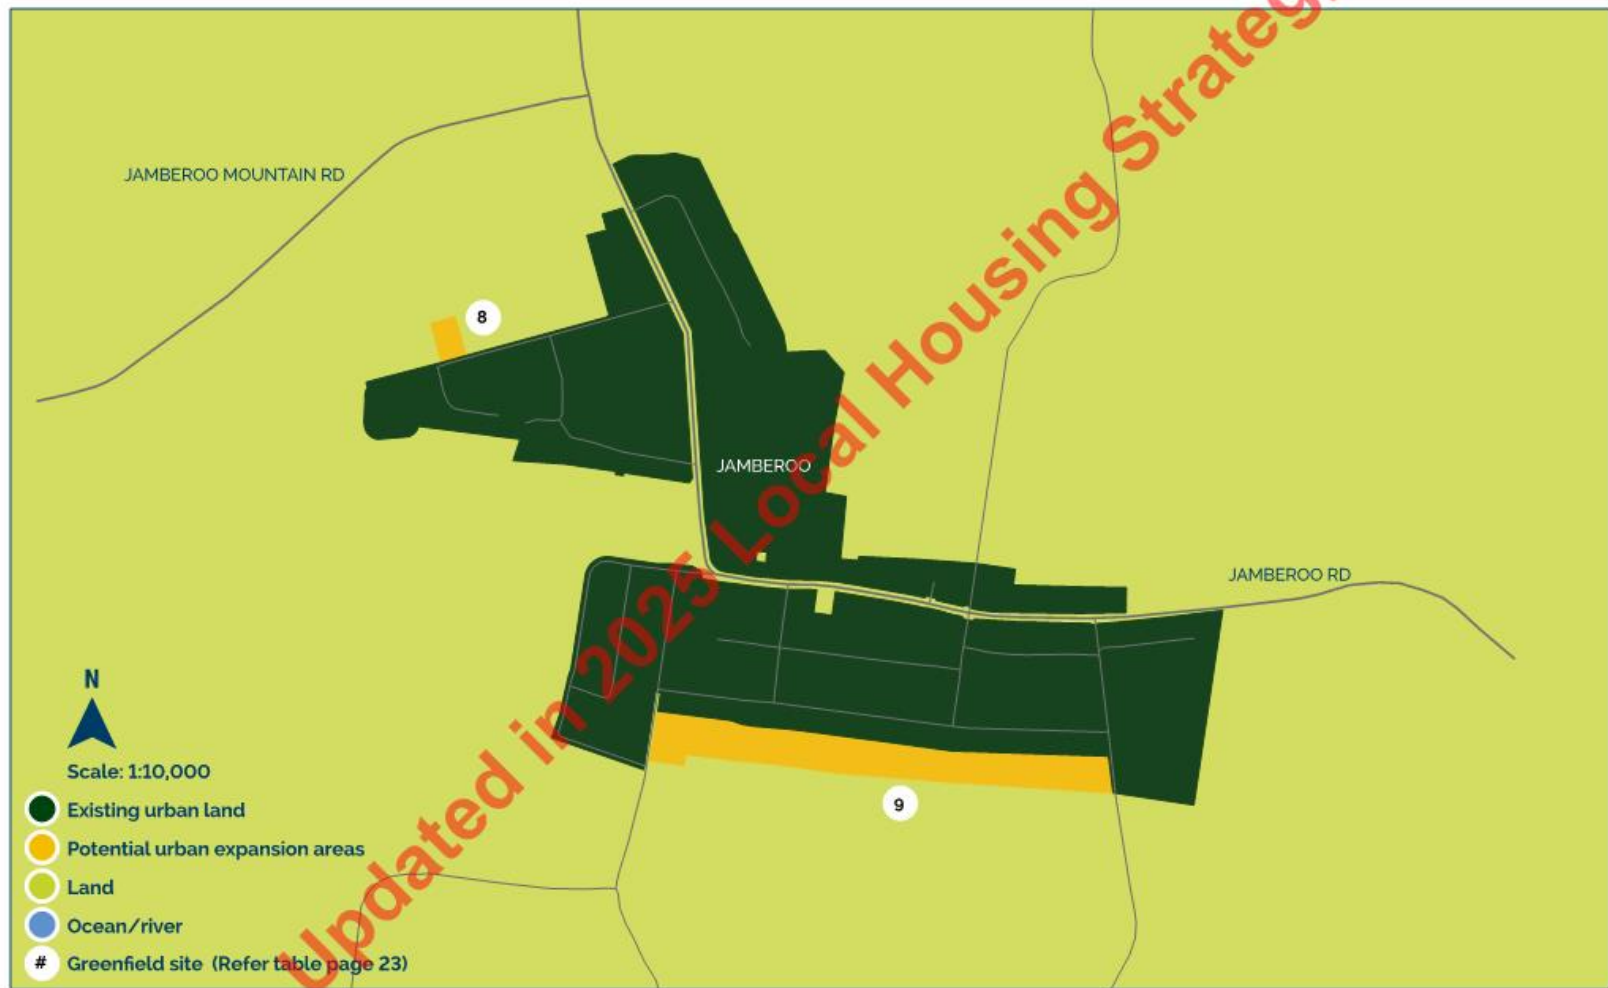 Updated in 2025 Local Housing Strateg
JAMBEROO MOUNTAIN RD
8
JAMBEROO
JAMBEROO RD
9
N
Scale: 1:10,000
Existing urban land
Potential urban expansion areas
Land
Ocean/river
# Greenfield site (Refer table page 23)